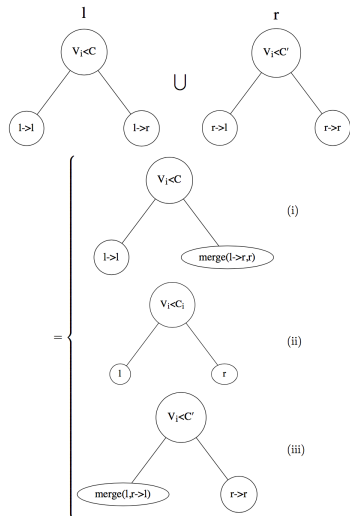 l r
V_i<C ∪ V_i<C'
l->l l->r r->l r->r
V_i<C
(i)
l->l merge(l->r,r)
V_i<C_i
= { (ii)
l r
V_i<C'
(iii)
merge(l,r->l) r->r